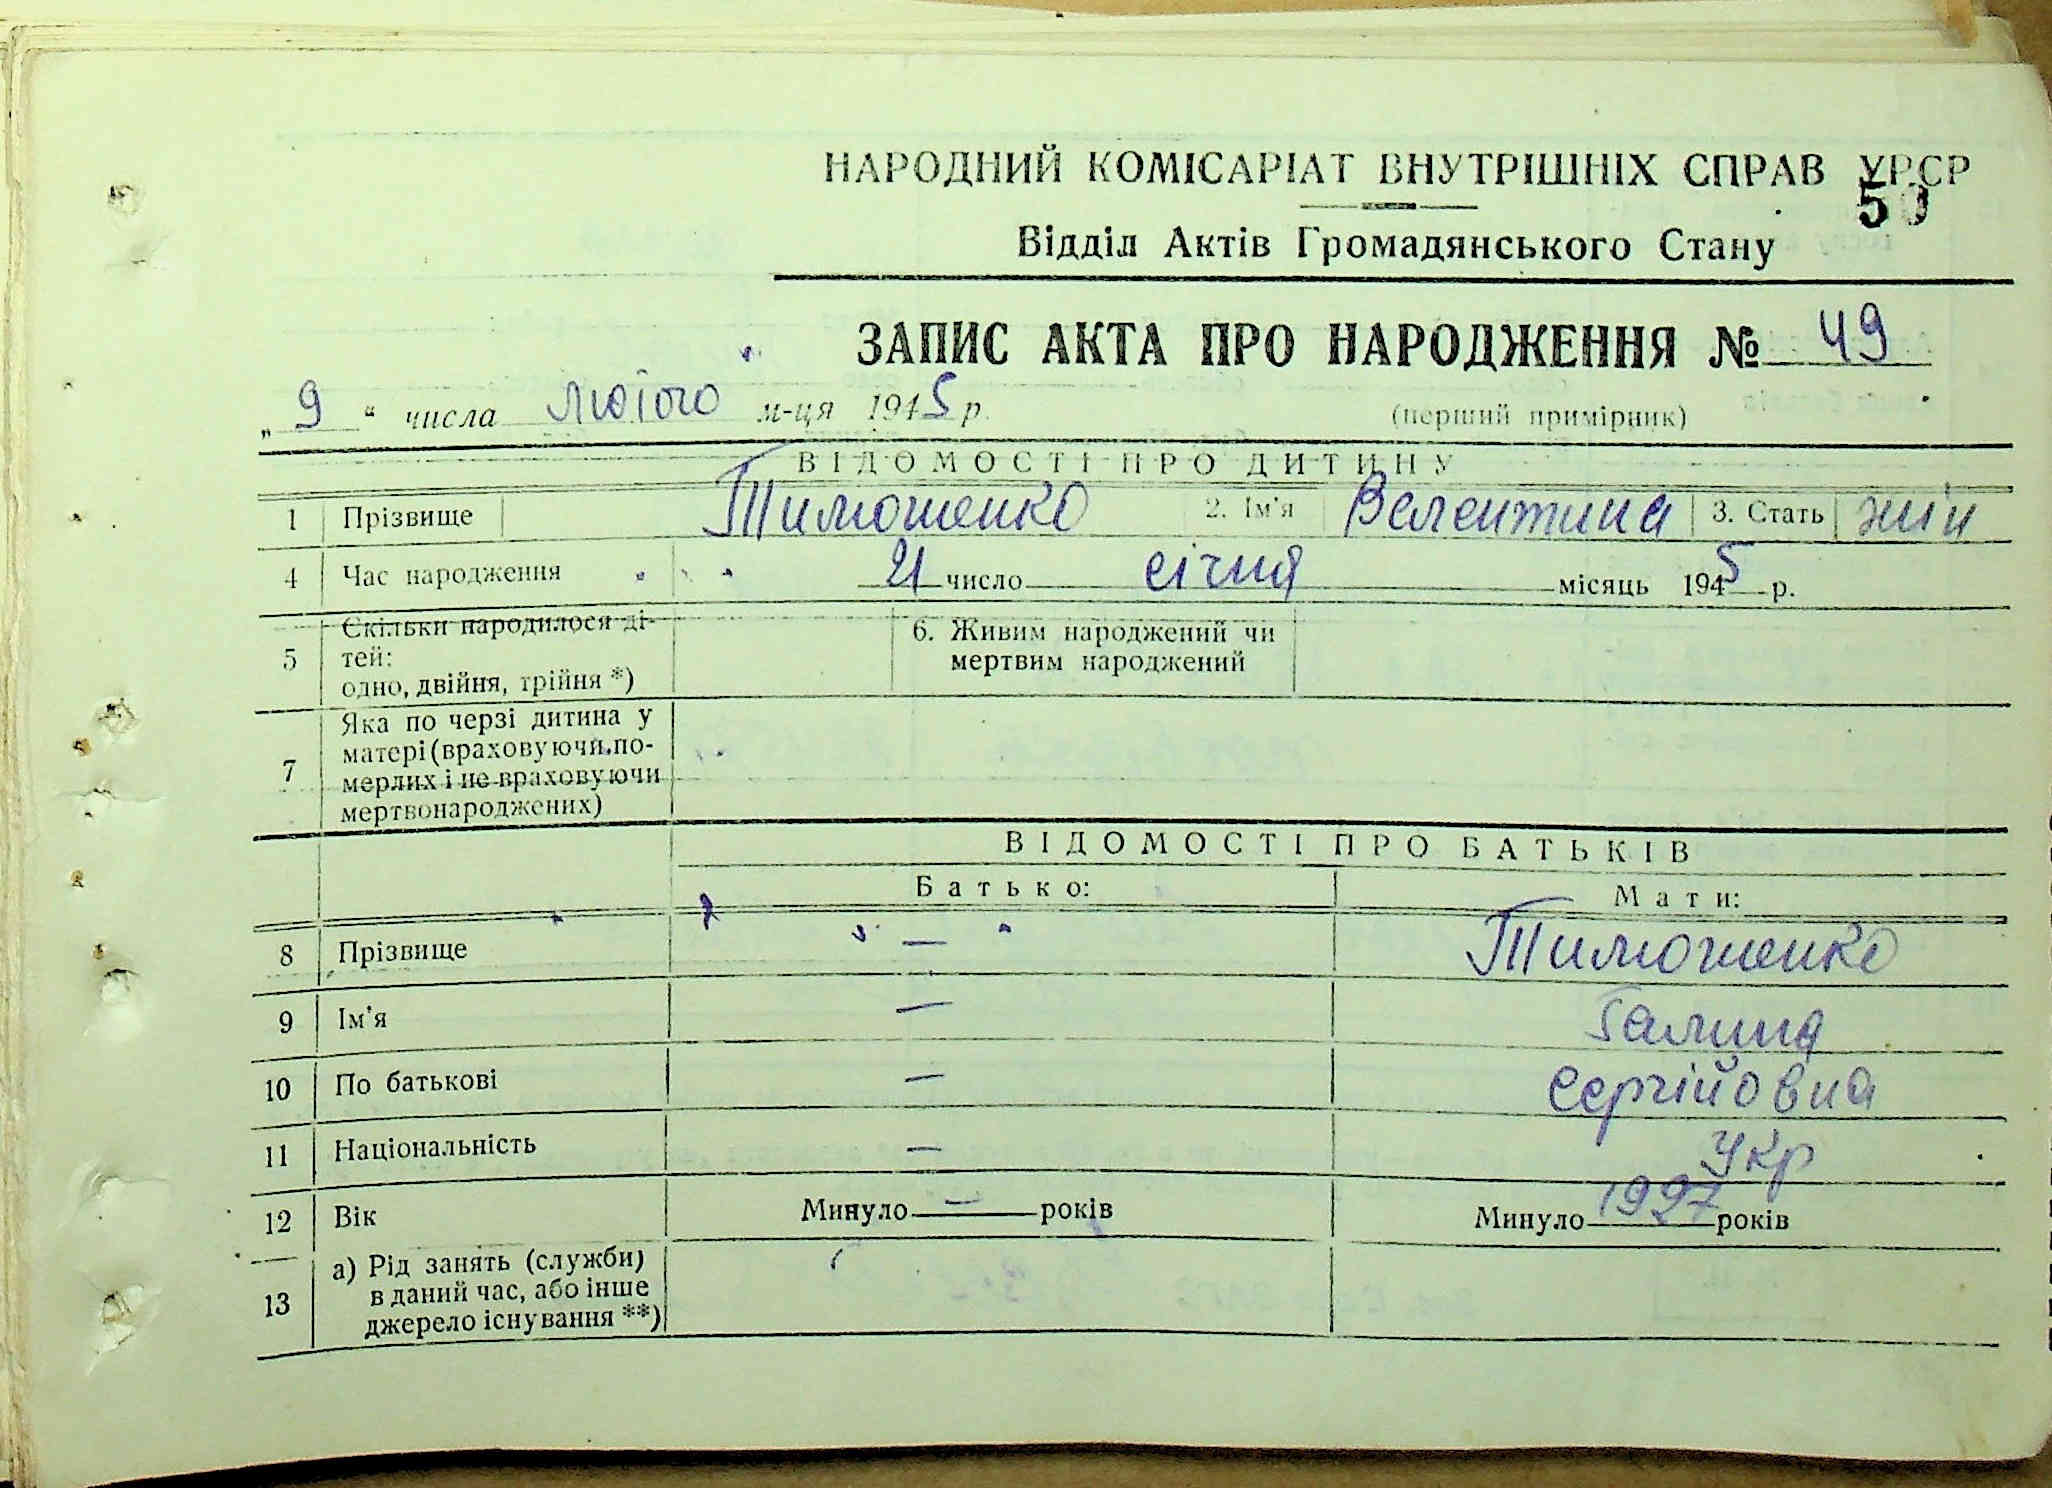 НАРОДНИЙ КОМІСАРІАТ ВНУТРІШНІХ СПРАВ УРСР
50
Відділ Актів Громадянського Стану
ЗАПИС АКТА ПРО НАРОДЖЕННЯ № 49
„ 9 “ числа лютого м-ця 1945 р. (перший примірник)
ВІДОМОСТІ ПРО ДИТИНУ
1 Прізвище Тимошенко 2. Ім'я Валентина 3. Стать жін
4 Час народження 21 число січня місяць 1945 р.
5 Скільки народилося ді-
тей:
одно, двійня, трійня *)
6. Живим народжений чи
мертвим народжений
7 Яка по черзі дитина у
матері (враховуючи по-
мерлих і не враховуючи
мертвонароджених)
ВІДОМОСТІ ПРО БАТЬКІВ
Батько: Мати:
8 Прізвище — Тимошенко
9 Ім'я — Галина
10 По батькові — Сергійовна
11 Національність — Укр
12 Вік Минуло — років Минуло 1927 років
13 а) Рід занять (служби)
в даний час, або інше
джерело існування **)